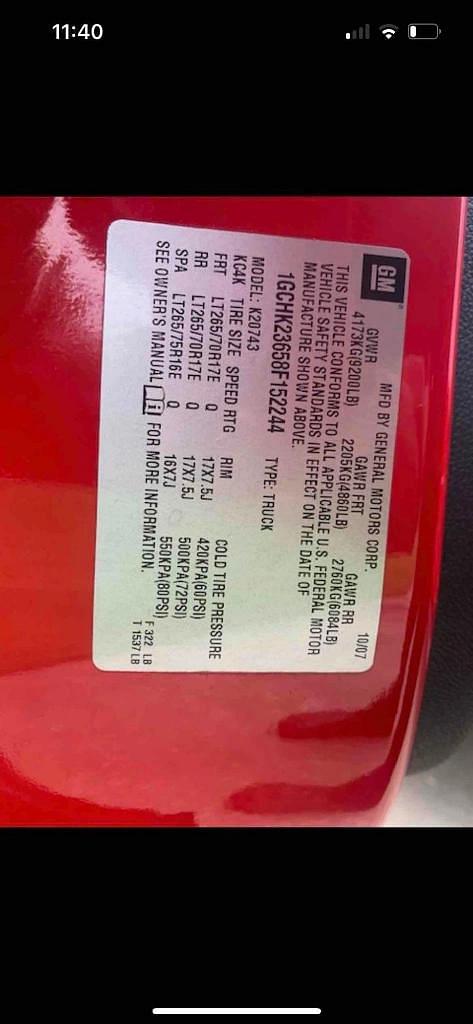 11:40
GM
MFD BY GENERAL MOTORS CORP. 10/07
GVWR GAWR FRT GAWR RR
4173KG(9200LB) 2205KG(4860LB) 2760KG(6084LB)
THIS VEHICLE CONFORMS TO ALL APPLICABLE U.S. FEDERAL MOTOR
VEHICLE SAFETY STANDARDS IN EFFECT ON THE DATE OF
MANUFACTURE SHOWN ABOVE.
1GCHK23658F152244 TYPE: TRUCK
MODEL: K20743
KC4K TIRE SIZE SPEED RTG RIM COLD TIRE PRESSURE
FRT LT265/70R17E Q 17X7.5J 420KPA(60PSI)
RR LT265/70R17E Q 17X7.5J 500KPA(72PSI)
SPA LT265/75R16E Q 16X7J 550KPA(80PSI)
SEE OWNER'S MANUAL i FOR MORE INFORMATION.
F 322 LB
T 1537 LB